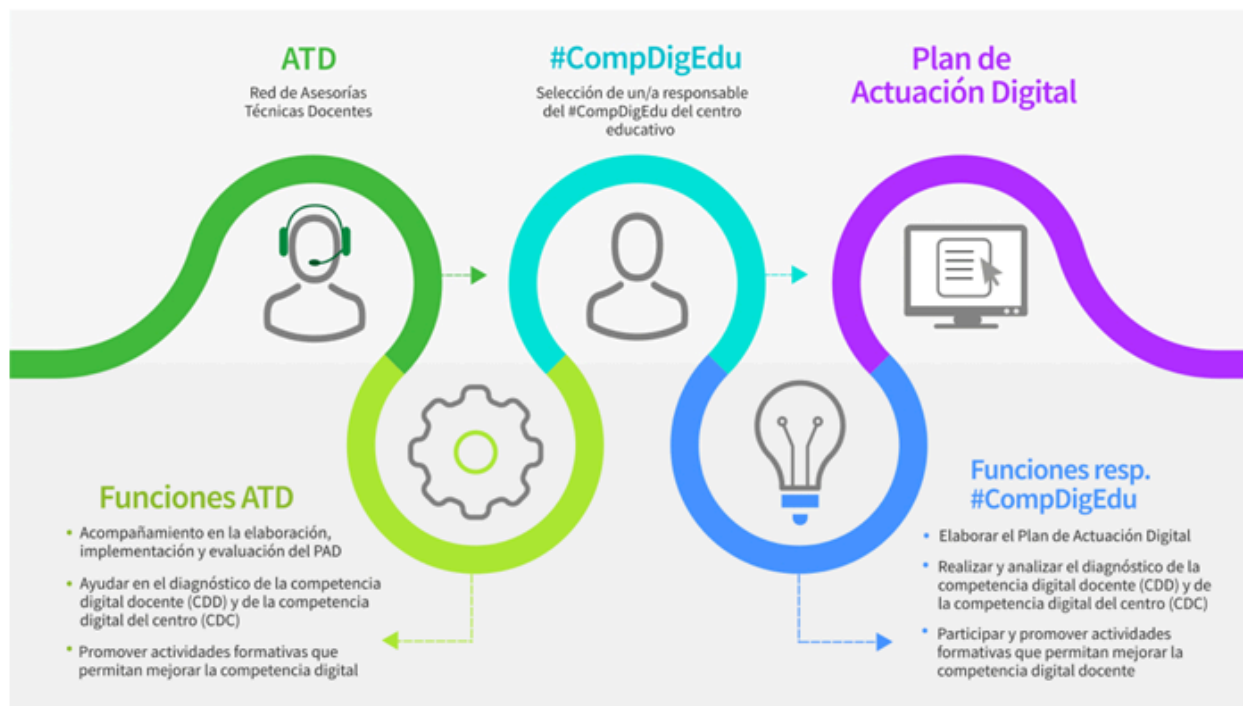 ATD
Red de Asesorías
Técnicas Docentes
#CompDigEdu
Selección de un/a responsable
del #CompDigEdu del centro
educativo
Plan de
Actuación Digital
Funciones ATD
• Acompañamiento en la elaboración,
implementación y evaluación del PAD
• Ayudar en el diagnóstico de la competencia
digital docente (CDD) y de la competencia
digital del centro (CDC)
• Promover actividades formativas que
permitan mejorar la competencia digital
Funciones resp.
#CompDigEdu
• Elaborar el Plan de Actuación Digital
• Realizar y analizar el diagnóstico de la
competencia digital docente (CDD) y de
la competencia digital del centro (CDC)
• Participar y promover actividades
formativas que permitan mejorar la
competencia digital docente